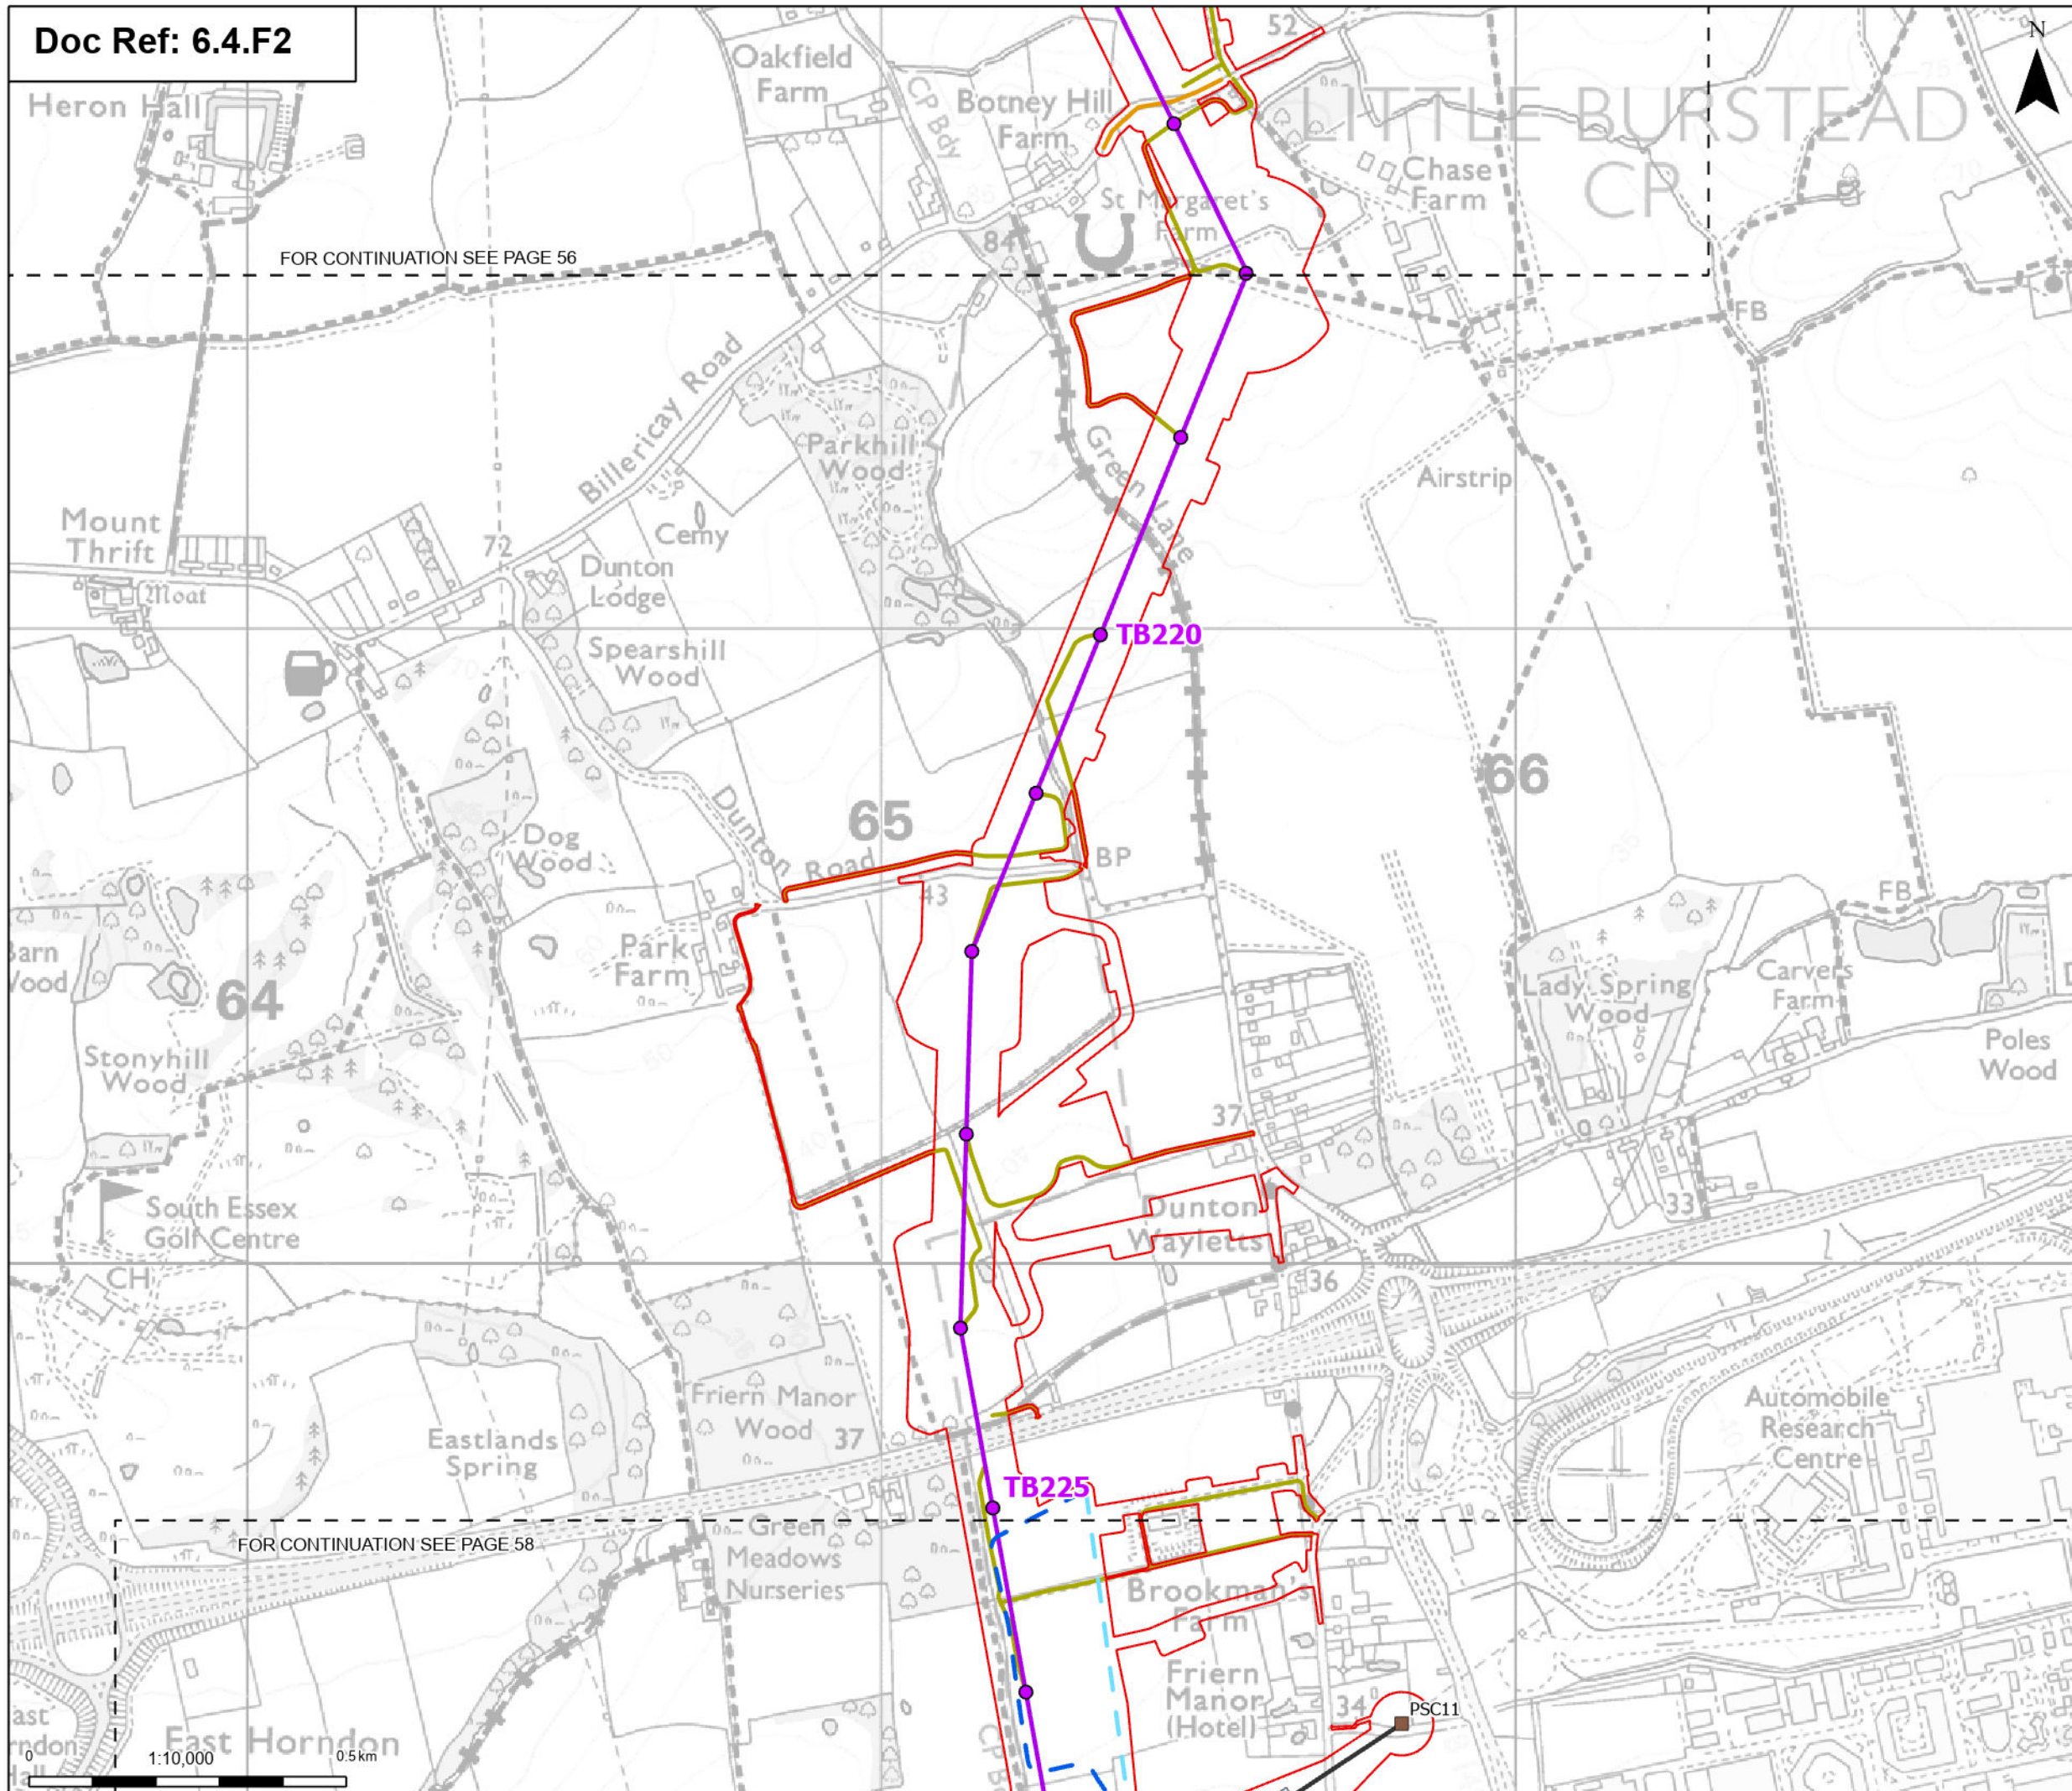 Doc Ref: 6.4.F2
N
52
Oakfield
Farm
Heron Hall
CP Bdy
Botney Hill
Farm
LITTLE BURSTEAD
CP
Chase
Farm
St Margaret's
Farm
84
FOR CONTINUATION SEE PAGE 56
FB
Billericay Road
Parkhill
Wood
74
Green Lane
Airstrip
Mount
Thrift
Cemy
72
Moat
Dunton
Lodge
TB220
Spearshill
Wood
70
66
65
Dog
Wood
Dunton Road
BP
43
FB
Park
Farm
60
Barn
Wood
64
Carvers
Farm
Lady Spring
Wood
Poles
Wood
Stonyhill
Wood
60
37
40
40
South Essex
Golf Centre
Dunton
Wayletts
33
CH
36
Friern Manor
Wood
37
Automobile
Research
Centre
Eastlands
Spring
TB225
Green
Meadows
Nurseries
FOR CONTINUATION SEE PAGE 58
Brookman's
Farm
Friern
Manor
(Hotel)
34
PSC11
East Horndon
0
1:10,000
0.5 km